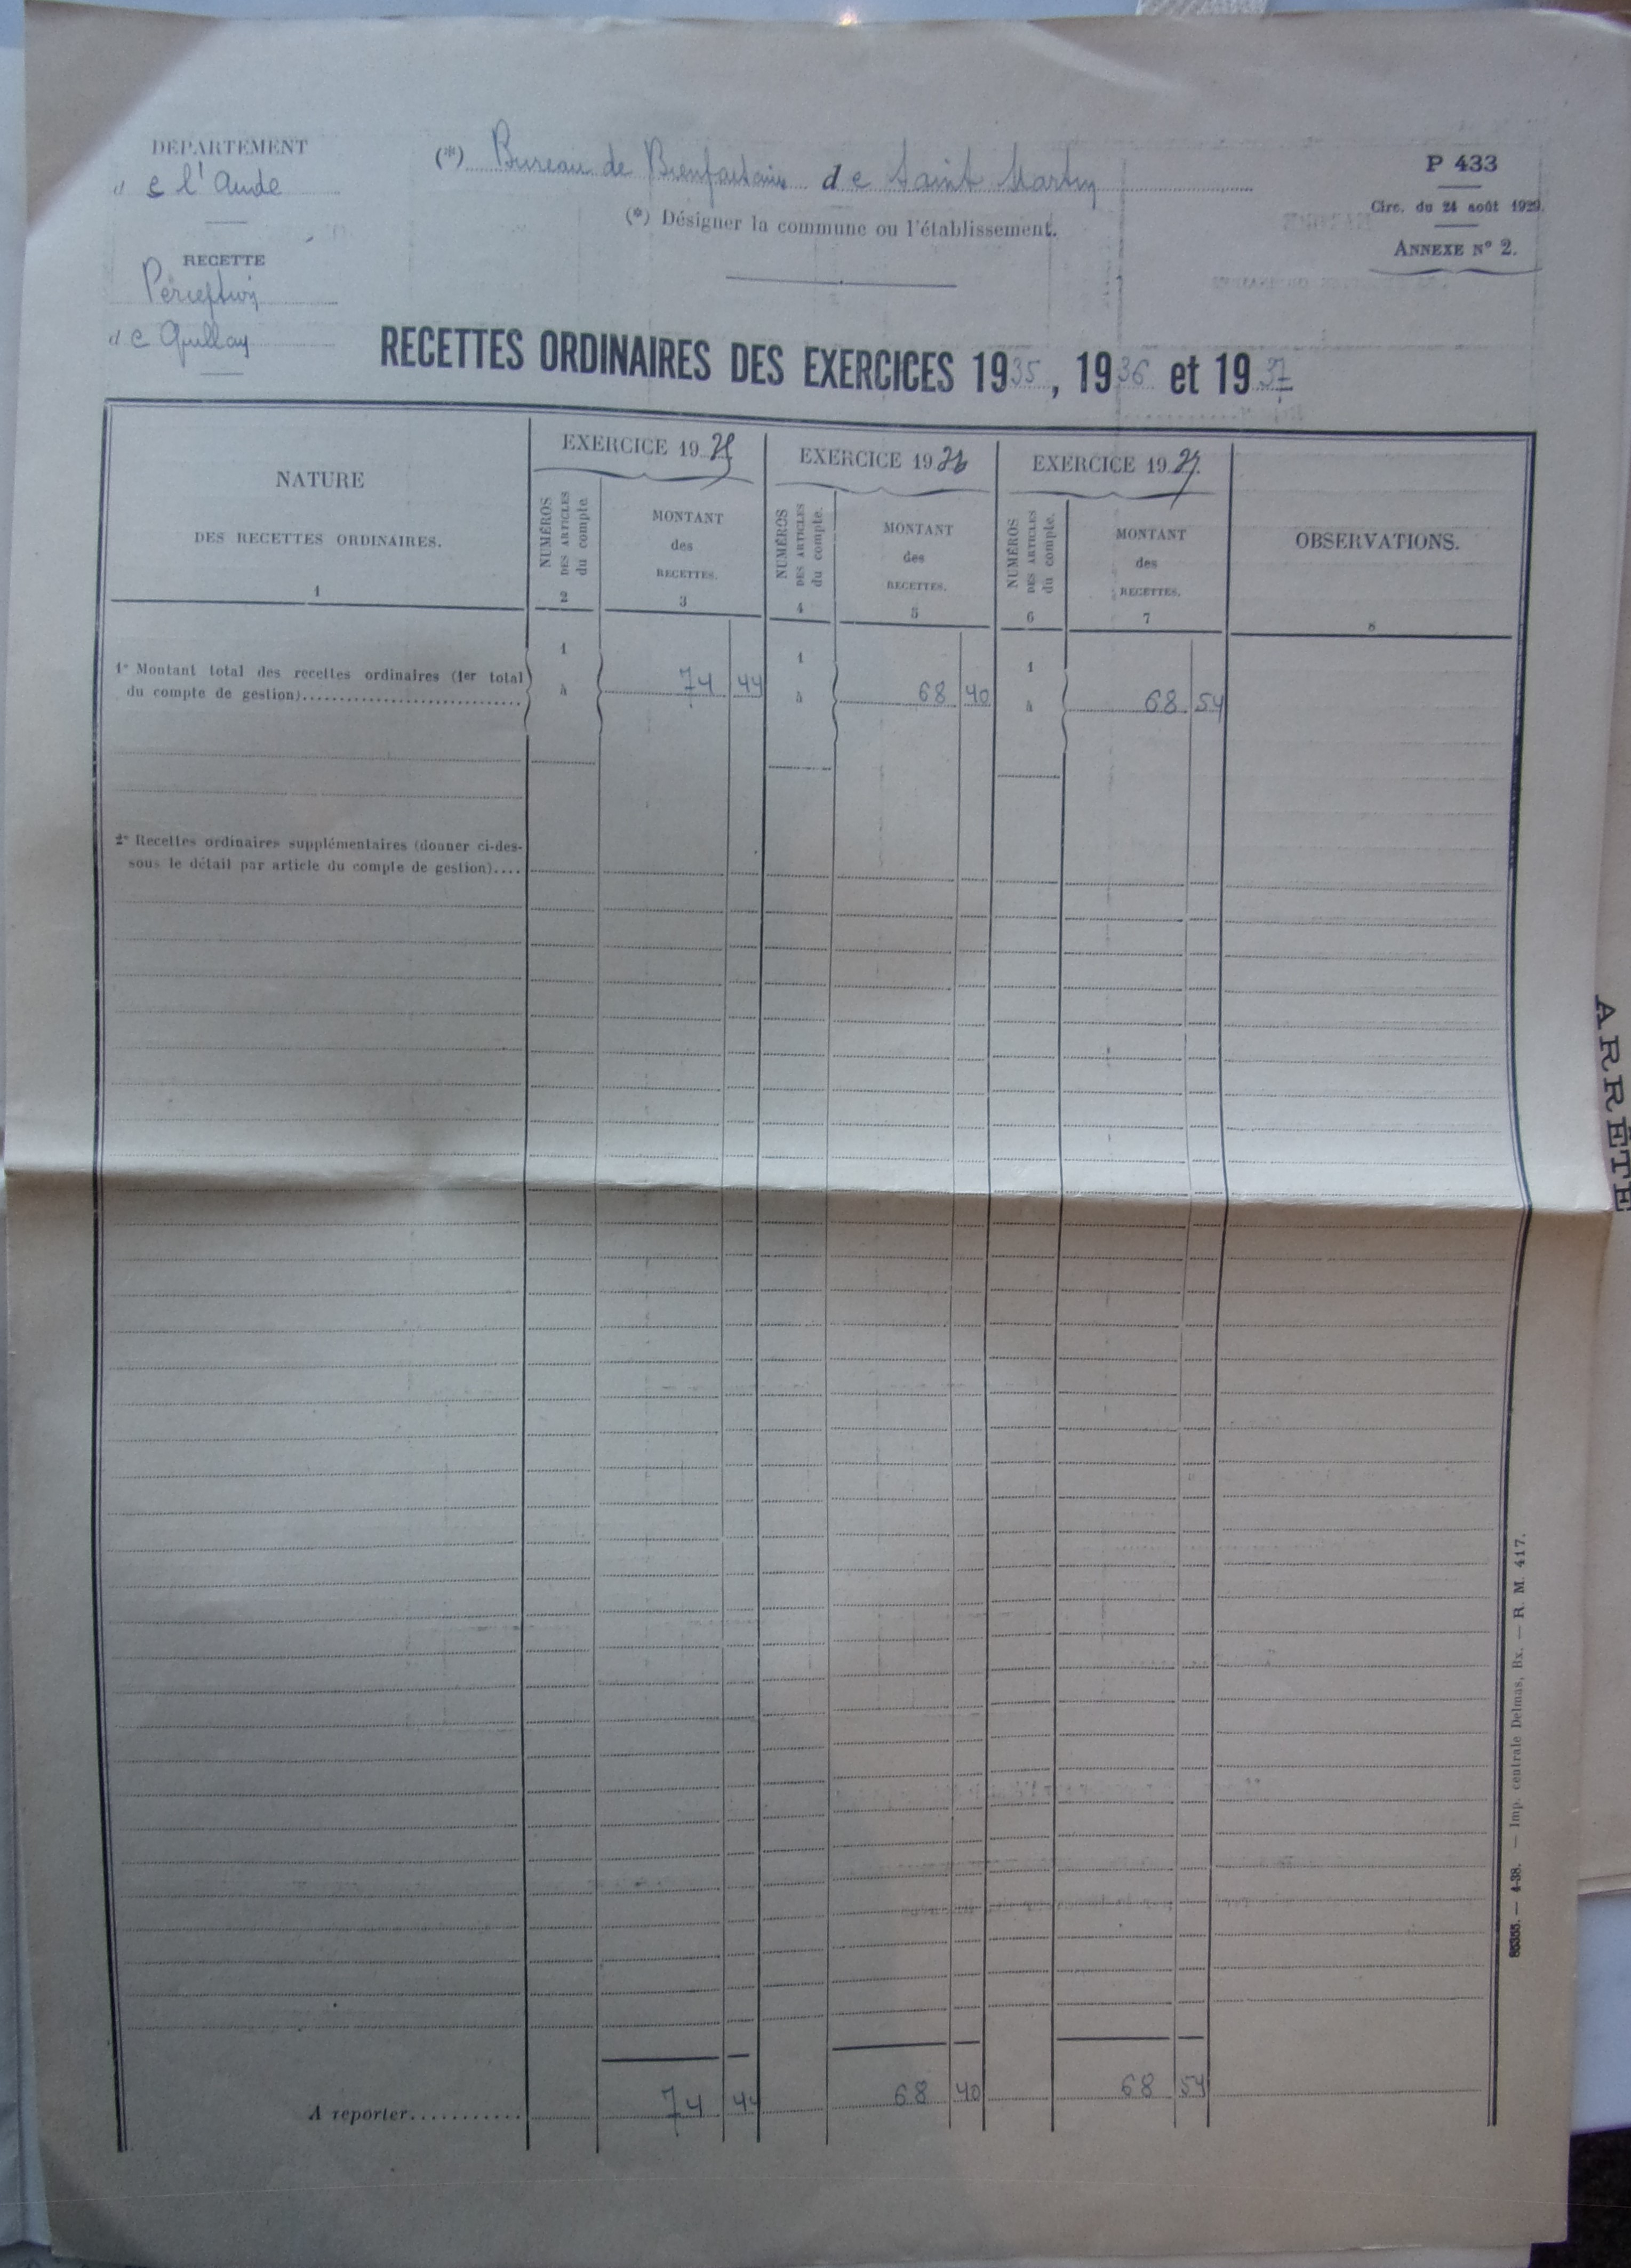 DÉPARTEMENT
de l'Aude
RECETTE
Perception
de Quillan
(*) Bureau de Bienfaisance de Saint Martin
(*) Désigner la commune ou l'établissement.
P 433
Circ. du 24 août 1929.
ANNEXE N° 2.
RECETTES ORDINAIRES DES EXERCICES 1935, 1936 et 1937
NATURE
DES RECETTES ORDINAIRES.
1
EXERCICE 1935
NUMÉROS
DES ARTICLES
du compte.
2
MONTANT
des
RECETTES.
3
EXERCICE 1936
NUMÉROS
DES ARTICLES
du compte.
4
MONTANT
des
RECETTES.
5
EXERCICE 1937
NUMÉROS
DES ARTICLES
du compte.
6
MONTANT
des
RECETTES.
7
OBSERVATIONS.
8
1° Montant total des recettes ordinaires (1er total
du compte de gestion)
1 à 74 44 1 à 68 40 1 à 68 54
2° Recettes ordinaires supplémentaires (donner ci-des-
sous le détail par article du compte de gestion)....
A reporter........... 74 44 68 40 68 54
— 4-38. — Imp. centrale Delmas, Bx. — R. M. 417.
ARRÊTÉ